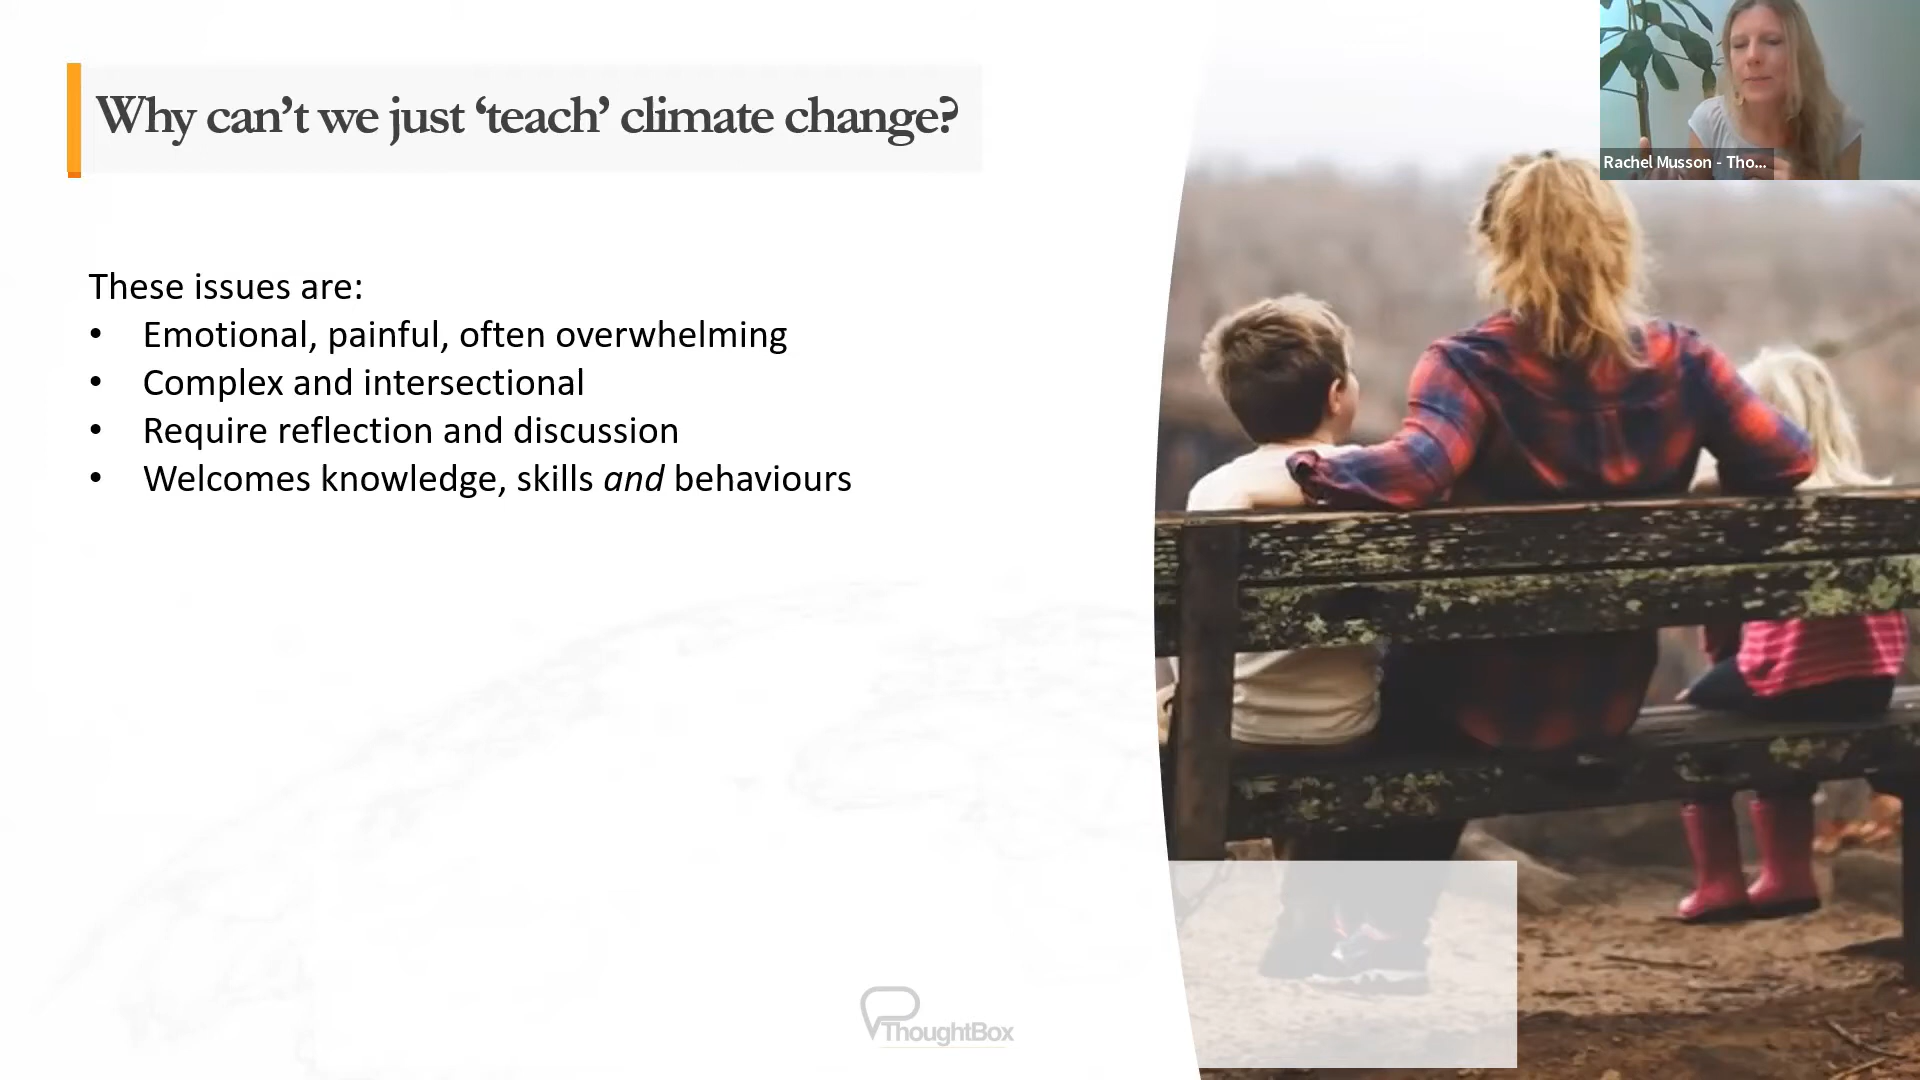 Why can’t we just ‘teach’ climate change?
Rachel Musson - Tho...
These issues are:
• Emotional, painful, often overwhelming
• Complex and intersectional
• Require reflection and discussion
• Welcomes knowledge, skills and behaviours
ThoughtBox